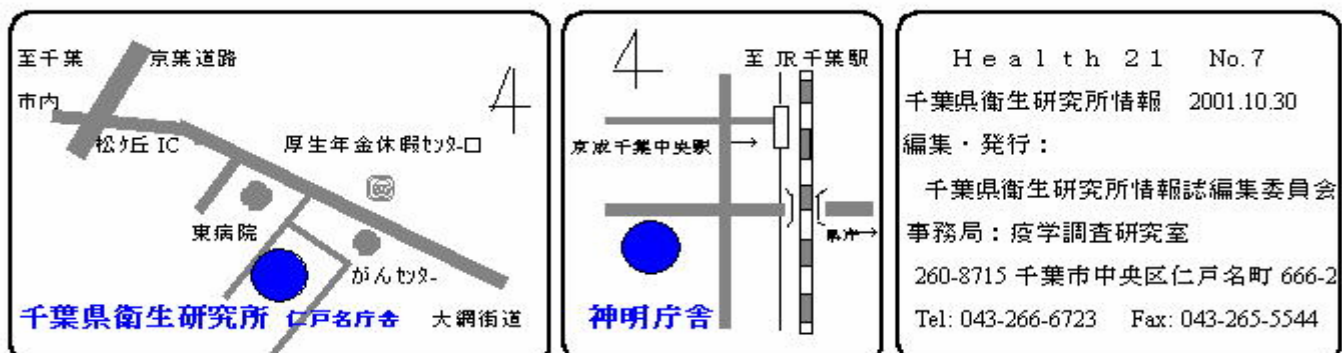 至千葉
京葉道路
市内
松ケ丘 IC
厚生年金休暇センター口
東病院
がんセンター
千葉県衛生研究所 仁戸名庁舎
大網街道
至 JR千葉駅
京成千葉中央駅
県庁
神明庁舎
Health 21 No.7
千葉県衛生研究所情報 2001.10.30
編集・発行：
千葉県衛生研究所情報誌編集委員会
事務局：疫学調査研究室
260-8715 千葉市中央区仁戸名町 666-2
Tel: 043-266-6723 Fax: 043-265-5544